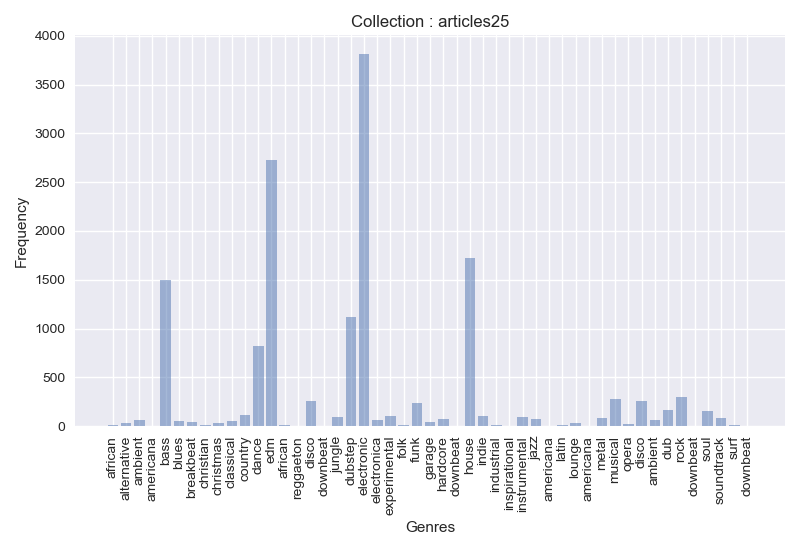 Collection : articles25
4000
3500
3000
2500
2000
1500
1000
500
0
Frequency
african
alternative
ambient
americana
bass
blues
breakbeat
christian
christmas
classical
country
dance
edm
african
reggaeton
disco
downbeat
jungle
dubstep
electronic
electronica
experimental
folk
funk
garage
hardcore
downbeat
house
indie
industrial
inspirational
instrumental
jazz
americana
latin
lounge
americana
metal
musical
opera
disco
ambient
dub
rock
downbeat
soul
soundtrack
surf
downbeat
Genres